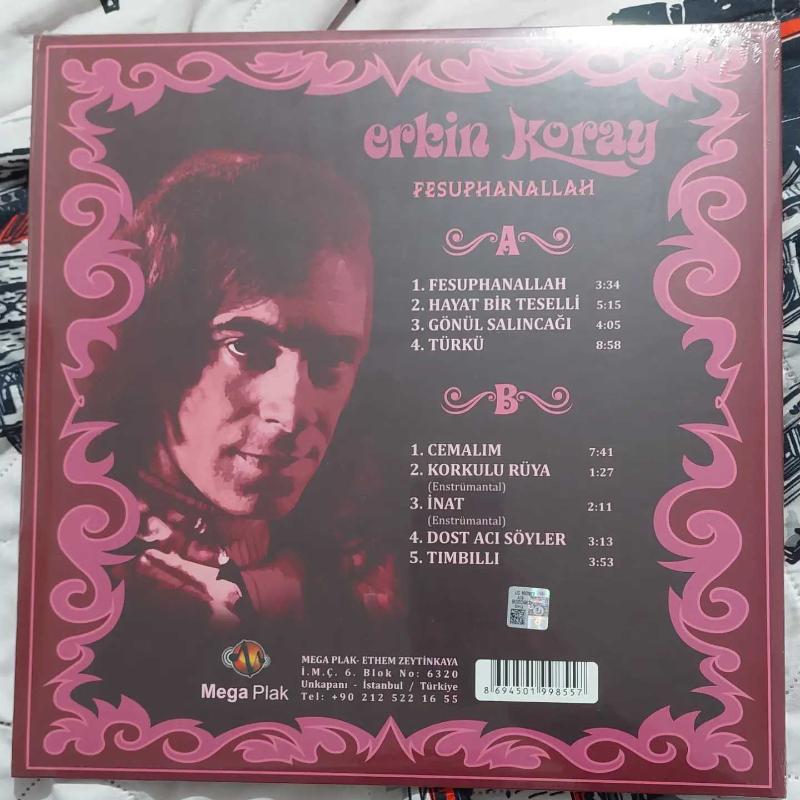 erkin koray
FESUPHANALLAH
A
1. FESUPHANALLAH 3:34
2. HAYAT BİR TESELLİ 5:15
3. GÖNÜL SALINCAĞI 4:05
4. TÜRKÜ 8:58
B
1. CEMALIM 7:41
2. KORKULU RÜYA 1:27
(Enstrümantal)
3. İNAT 2:11
(Enstrümantal)
4. DOST ACI SÖYLER 3:13
5. TIMBILLI 3:53
Mega Plak
MEGA PLAK- ETHEM ZEYTİNKAYA
İ.M.Ç. 6. Blok No: 6320
Unkapanı - İstanbul / Türkiye
Tel: +90 212 522 16 55
8 694501 998557